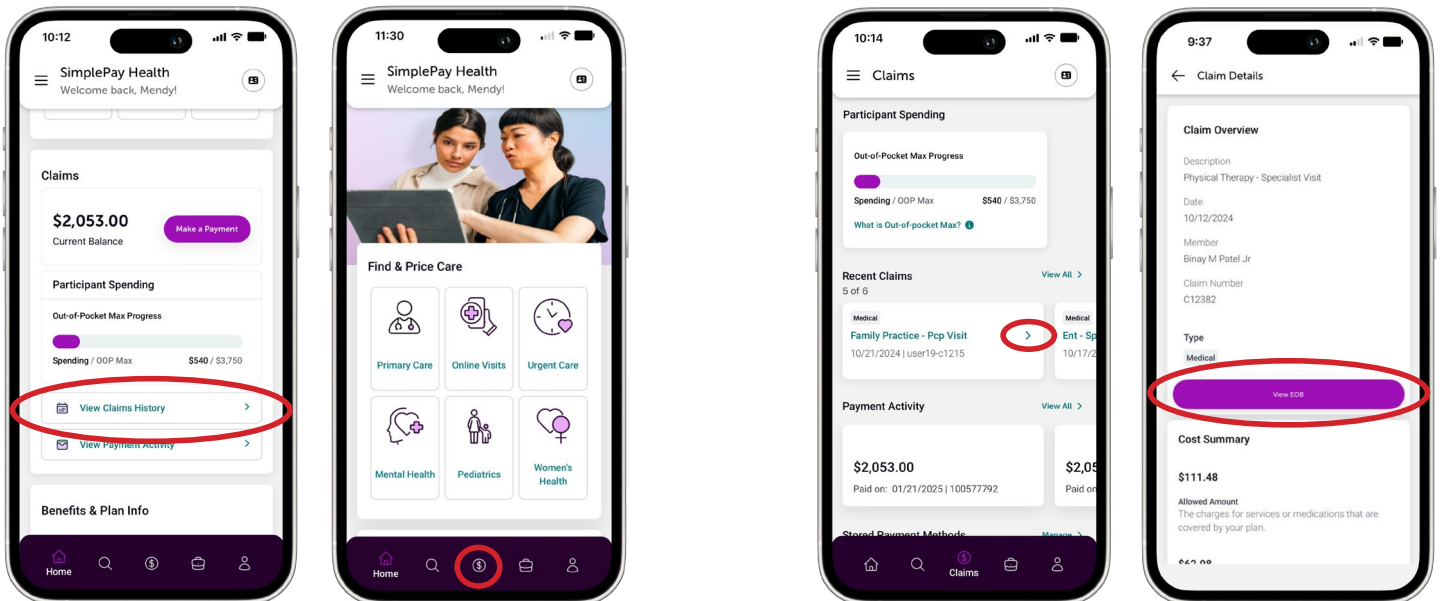 10:12
SimplePay Health
Welcome back, Mendy!
Claims
$2,053.00
Current Balance
Make a Payment
Participant Spending
Out-of-Pocket Max Progress
Spending / OOP Max $540 / $3,750
View Claims History
View Payment Activity
Benefits & Plan Info
Home
11:30
SimplePay Health
Welcome back, Mendy!
Find & Price Care
Primary Care
Online Visits
Urgent Care
Mental Health
Pediatrics
Women's
Health
Home
10:14
Claims
Participant Spending
Out-of-Pocket Max Progress
Spending / OOP Max $540 / $3,750
What is Out-of-pocket Max?
Recent Claims View All
5 of 6
Medical
Family Practice - Pcp Visit
10/21/2024 | user19-c1215
Medical
Ent - Sp
10/17/2
Payment Activity View All
$2,053.00
Paid on: 01/21/2025 | 100577792
$2,05
Paid on
Stored Payment Methods Manage
Claims
9:37
Claim Details
Claim Overview
Description
Physical Therapy - Specialist Visit
Date
10/12/2024
Member
Binay M Patel Jr
Claim Number
C12382
Type
Medical
View EOB
Cost Summary
$111.48
Allowed Amount
The charges for services or medications that are
covered by your plan.
$62.08